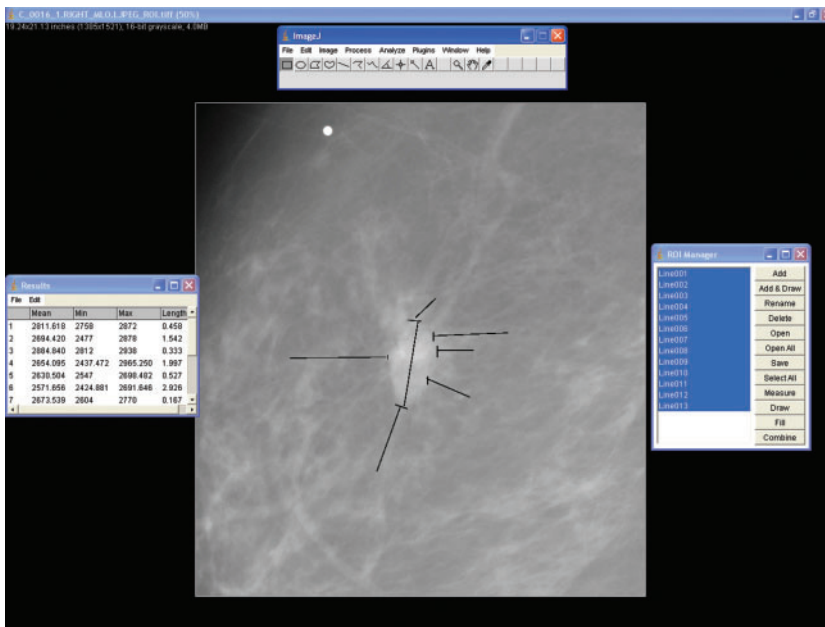 C_0016_1.RIGHT_MLO.LJPEG_ROI.tiff (50%)
19.24x21.13 inches (1385x1521); 16-bit grayscale; 4.0MB
ImageJ
File Edit Image Process Analyze Plugins Window Help
A
Results
File Edit
Mean Min Max Length
1 2811.618 2758 2872 0.458
2 2684.420 2477 2878 1.542
3 2884.840 2812 2938 0.333
4 2654.095 2437.472 2965.250 1.997
5 2630.504 2547 2698.482 0.527
6 2571.656 2424.881 2691.646 2.926
7 2673.539 2604 2770 0.167
ROI Manager
Line001
Line002
Line003
Line004
Line005
Line006
Line007
Line008
Line009
Line010
Line011
Line012
Line013
Add
Add & Draw
Rename
Delete
Open
Open All
Save
Select All
Measure
Draw
Fill
Combine